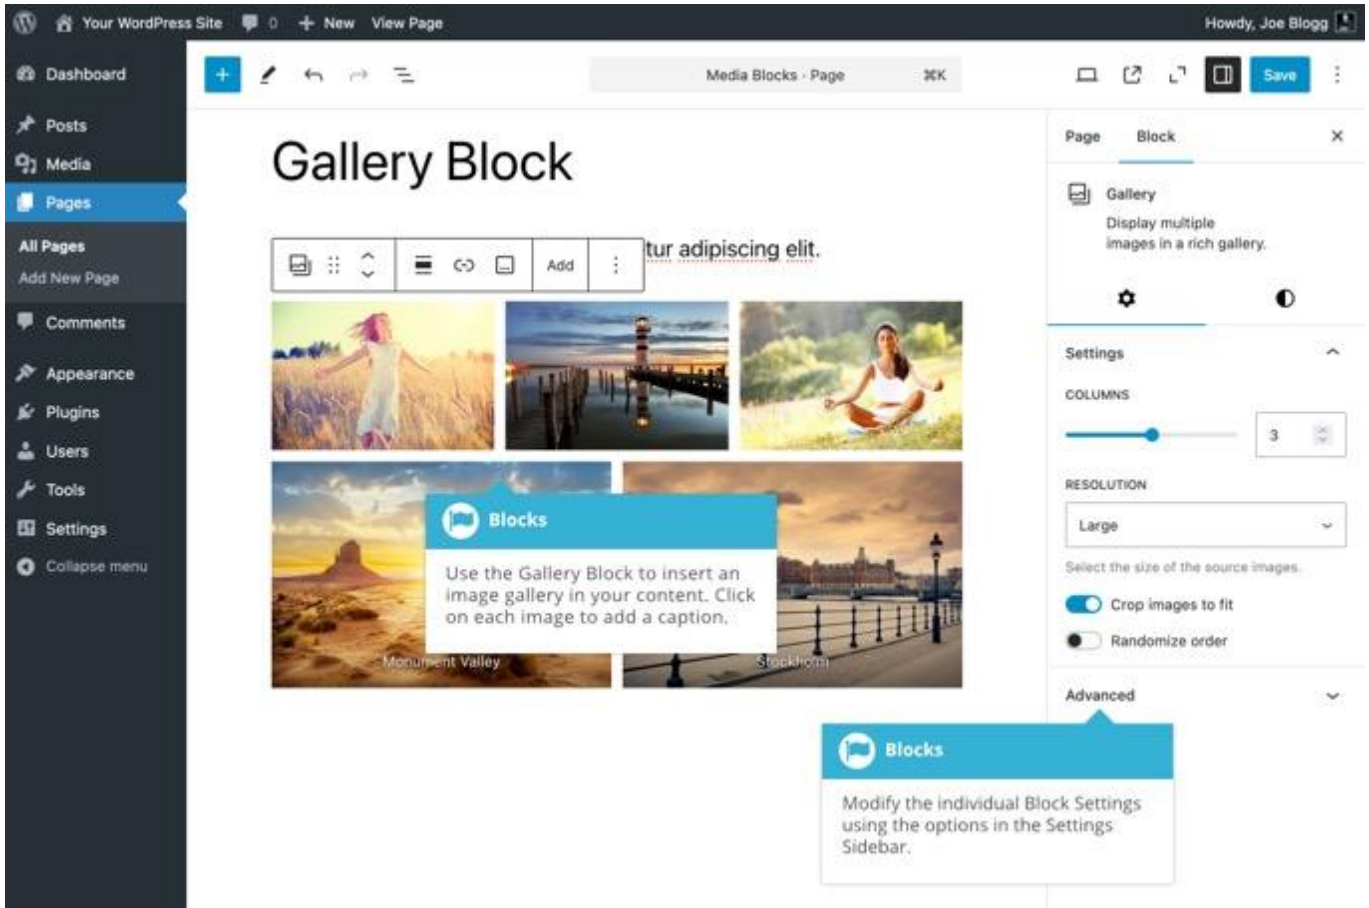 Your WordPress Site 0 + New View Page Howdy, Joe Blogg
Dashboard
Posts
Media
Pages
All Pages
Add New Page
Comments
Appearance
Plugins
Users
Tools
Settings
Collapse menu
Media Blocks · Page ⌘K
Save
Gallery Block
tur adipiscing elit.
Add
Monument Valley
Stockholm
Blocks
Use the Gallery Block to insert an
image gallery in your content. Click
on each image to add a caption.
Page Block
Gallery
Display multiple
images in a rich gallery.
Settings
COLUMNS
3
RESOLUTION
Large
Select the size of the source images.
Crop images to fit
Randomize order
Advanced
Blocks
Modify the individual Block Settings
using the options in the Settings
Sidebar.